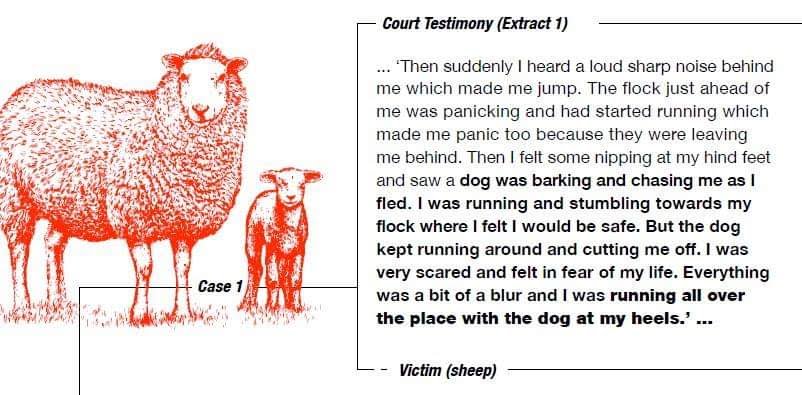 Court Testimony (Extract 1)
... ‘Then suddenly I heard a loud sharp noise behind
me which made me jump. The flock just ahead of
me was panicking and had started running which
made me panic too because they were leaving
me behind. Then I felt some nipping at my hind feet
and saw a dog was barking and chasing me as I
fled. I was running and stumbling towards my
flock where I felt I would be safe. But the dog
kept running around and cutting me off. I was
very scared and felt in fear of my life. Everything
was a bit of a blur and I was running all over
the place with the dog at my heels.’ ...
Case 1
Victim (sheep)